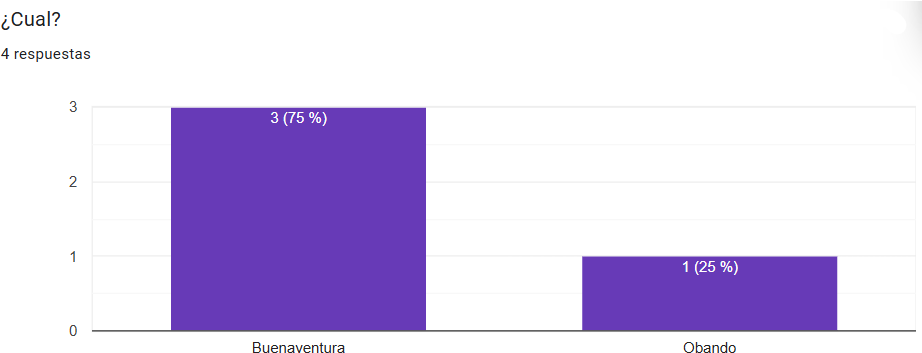 ¿Cual?
4 respuestas
3
2
1
0
3 (75 %)
1 (25 %)
Buenaventura
Obando